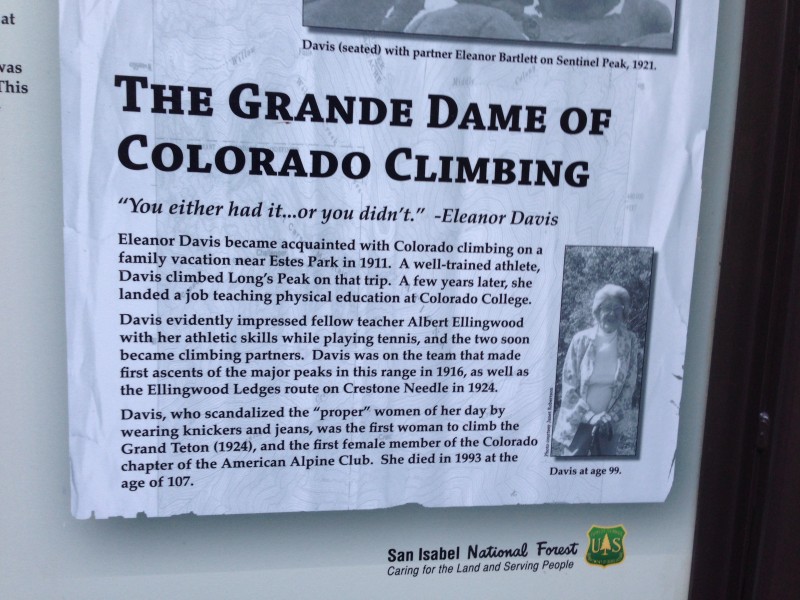 at
was
This
Davis (seated) with partner Eleanor Bartlett on Sentinel Peak, 1921.
THE GRANDE DAME OF
COLORADO CLIMBING
"You either had it...or you didn't." -Eleanor Davis
Eleanor Davis became acquainted with Colorado climbing on a
family vacation near Estes Park in 1911. A well-trained athlete,
Davis climbed Long's Peak on that trip. A few years later, she
landed a job teaching physical education at Colorado College.
Davis evidently impressed fellow teacher Albert Ellingwood
with her athletic skills while playing tennis, and the two soon
became climbing partners. Davis was on the team that made
first ascents of the major peaks in this range in 1916, as well as
the Ellingwood Ledges route on Crestone Needle in 1924.
Davis, who scandalized the "proper" women of her day by
wearing knickers and jeans, was the first woman to climb the
Grand Teton (1924), and the first female member of the Colorado
chapter of the American Alpine Club. She died in 1993 at the
age of 107.
Davis at age 99.
San Isabel National Forest
Caring for the Land and Serving People
US